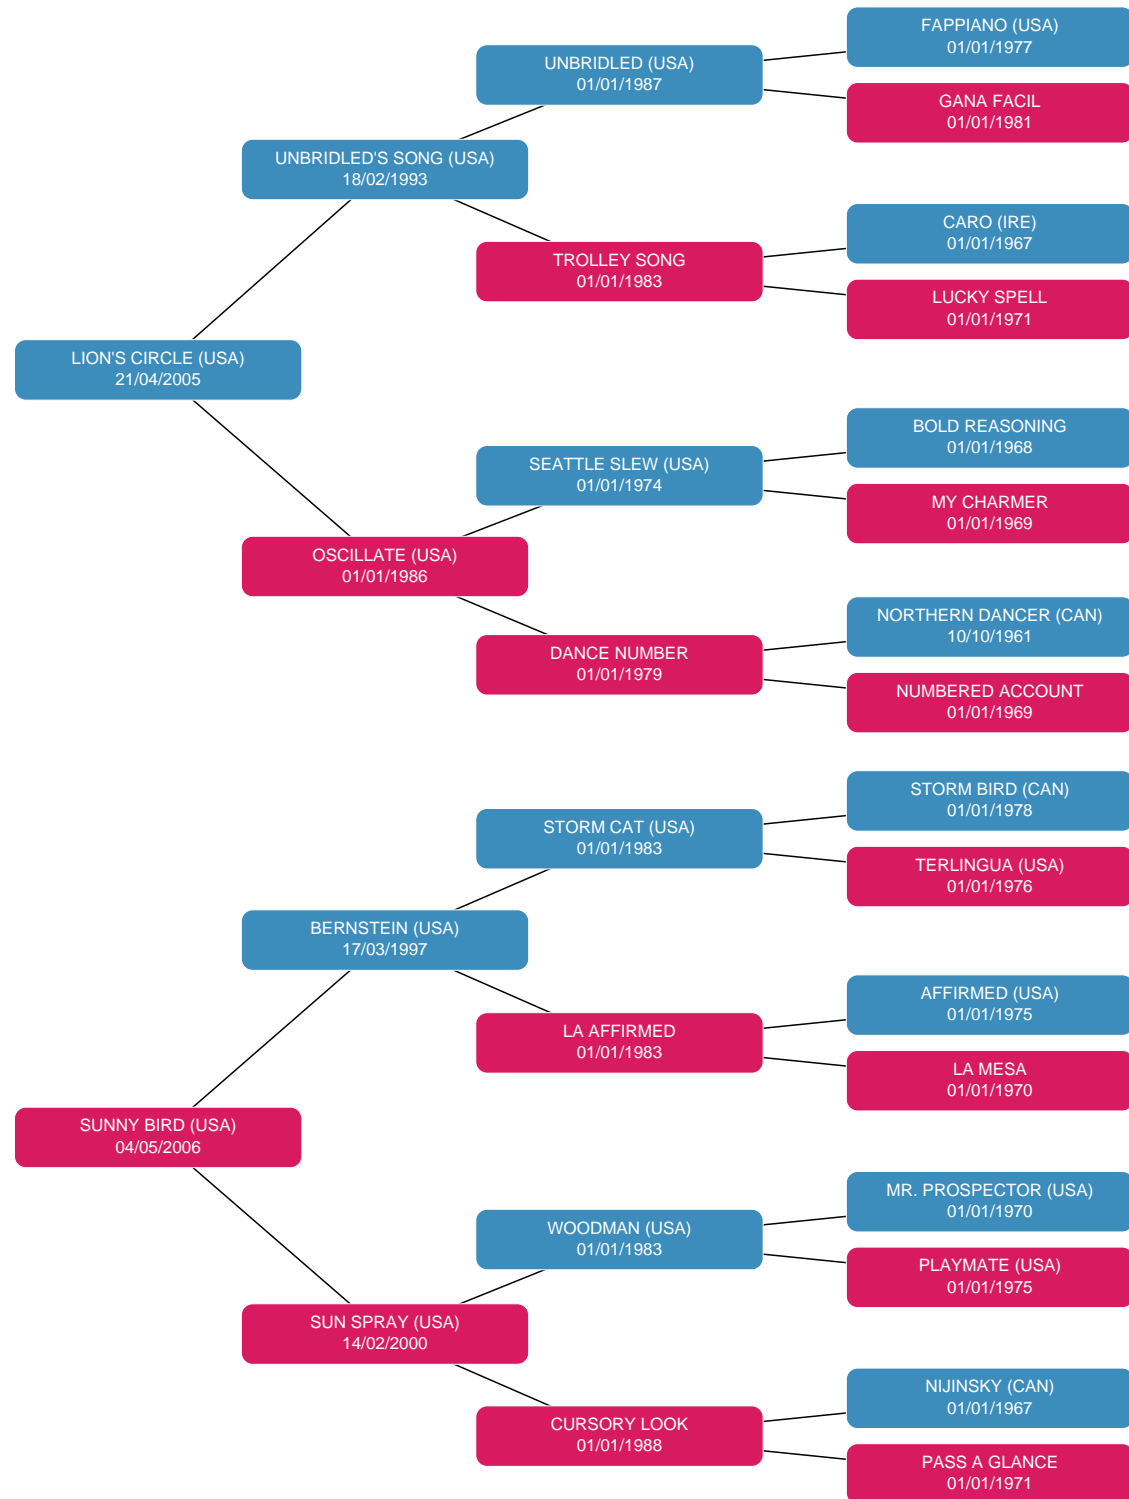 FAPPIANO (USA)
01/01/1977
UNBRIDLED (USA)
01/01/1987
GANA FACIL
01/01/1981
UNBRIDLED'S SONG (USA)
18/02/1993
CARO (IRE)
01/01/1967
TROLLEY SONG
01/01/1983
LUCKY SPELL
01/01/1971
LION'S CIRCLE (USA)
21/04/2005
BOLD REASONING
01/01/1968
SEATTLE SLEW (USA)
01/01/1974
MY CHARMER
01/01/1969
OSCILLATE (USA)
01/01/1986
NORTHERN DANCER (CAN)
10/10/1961
DANCE NUMBER
01/01/1979
NUMBERED ACCOUNT
01/01/1969
STORM BIRD (CAN)
01/01/1978
STORM CAT (USA)
01/01/1983
TERLINGUA (USA)
01/01/1976
BERNSTEIN (USA)
17/03/1997
AFFIRMED (USA)
01/01/1975
LA AFFIRMED
01/01/1983
LA MESA
01/01/1970
SUNNY BIRD (USA)
04/05/2006
MR. PROSPECTOR (USA)
01/01/1970
WOODMAN (USA)
01/01/1983
PLAYMATE (USA)
01/01/1975
SUN SPRAY (USA)
14/02/2000
NIJINSKY (CAN)
01/01/1967
CURSORY LOOK
01/01/1988
PASS A GLANCE
01/01/1971